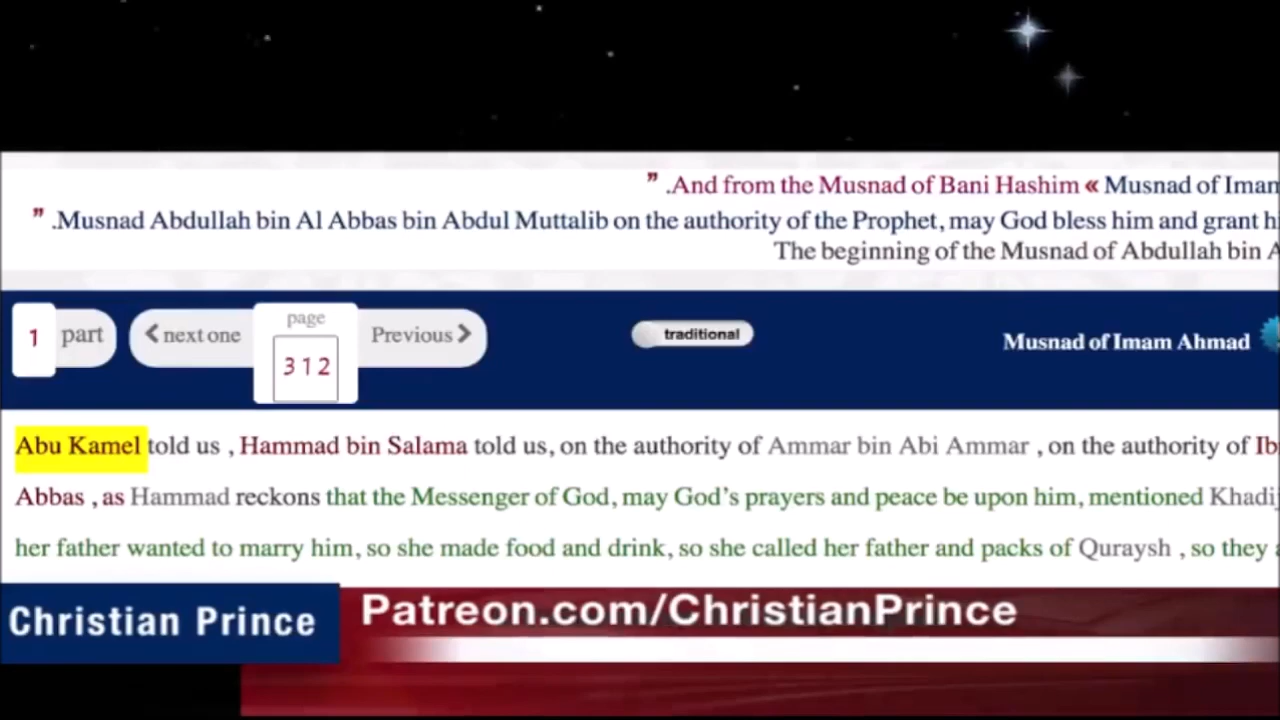 ” .And from the Musnad of Bani Hashim « Musnad of Imam
” .Musnad Abdullah bin Al Abbas bin Abdul Muttalib on the authority of the Prophet, may God bless him and grant h
The beginning of the Musnad of Abdullah bin A
1 part
next one
page
312
Previous
traditional
Musnad of Imam Ahmad
Abu Kamel told us , Hammad bin Salama told us, on the authority of Ammar bin Abi Ammar , on the authority of Ib
Abbas , as Hammad reckons that the Messenger of God, may God’s prayers and peace be upon him, mentioned Khadij
her father wanted to marry him, so she made food and drink, so she called her father and packs of Quraysh , so they
Christian Prince
Patreon.com/ChristianPrince